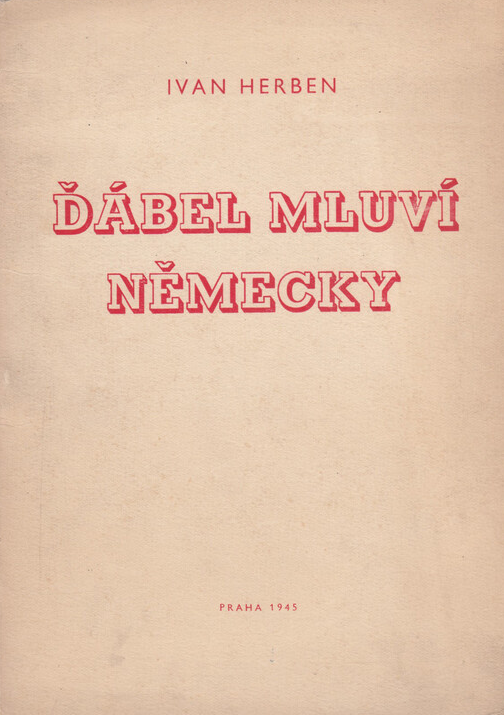 IVAN HERBEN
ĎÁBEL MLUVÍ
NĚMECKY
PRAHA 1945